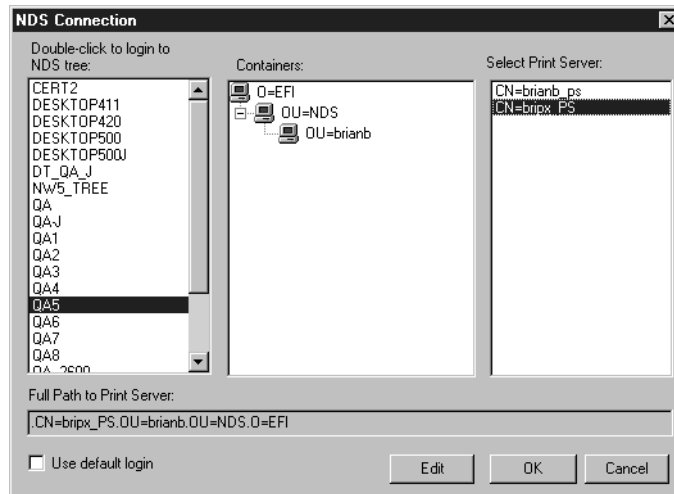 NDS Connection
Double-click to login to
NDS tree:
CERT2
DESKTOP411
DESKTOP420
DESKTOP500
DESKTOP500J
DT_QA_J
NW5_TREE
QA
QAJ
QA1
QA2
QA3
QA4
QA5
QA6
QA7
QA8
QA_2600
Containers:
O=EFI
OU=NDS
OU=brianb
Select Print Server:
CN=brianb_ps
CN=bripx_PS
Full Path to Print Server:
.CN=bripx_PS.OU=brianb.OU=NDS.O=EFI
Use default login
Edit
OK
Cancel